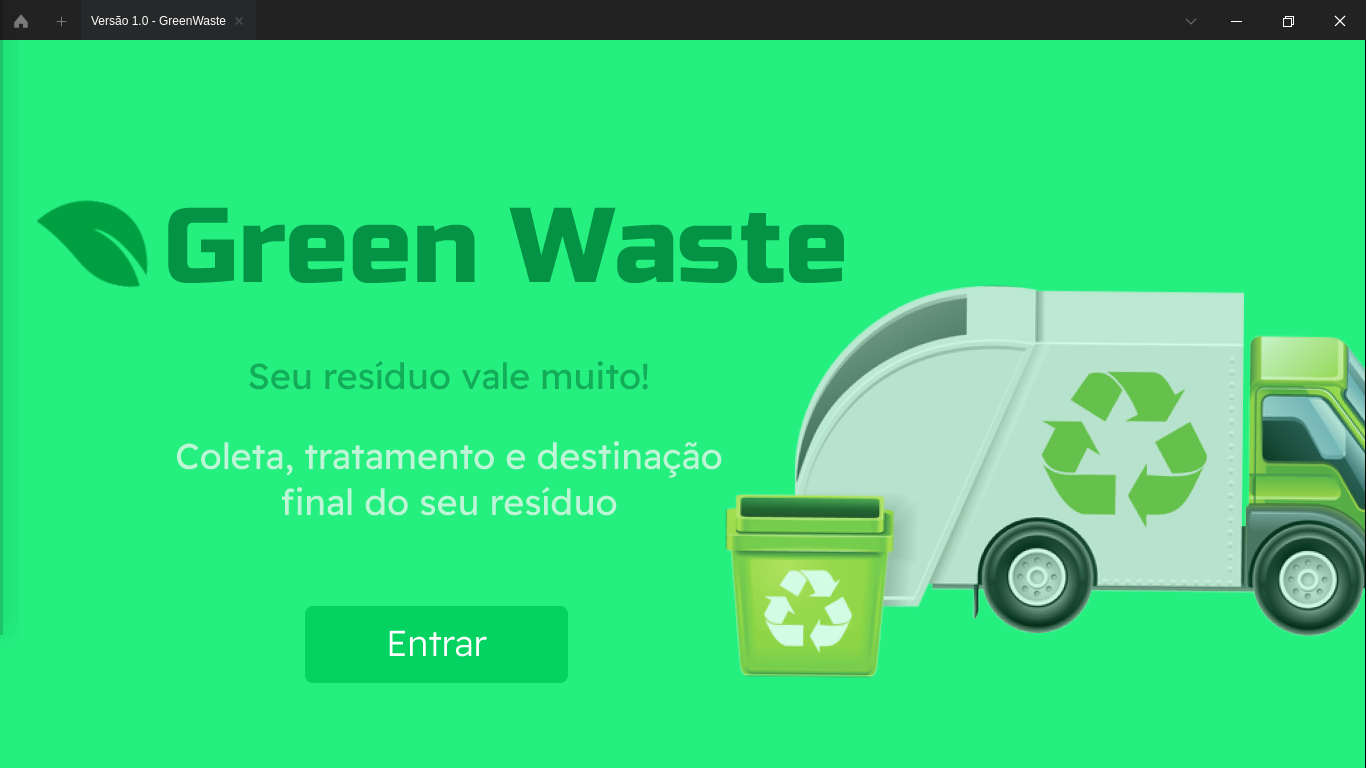 Versão 1.0 - GreenWaste
Green Waste
Seu resíduo vale muito!
Coleta, tratamento e destinação
final do seu resíduo
Entrar